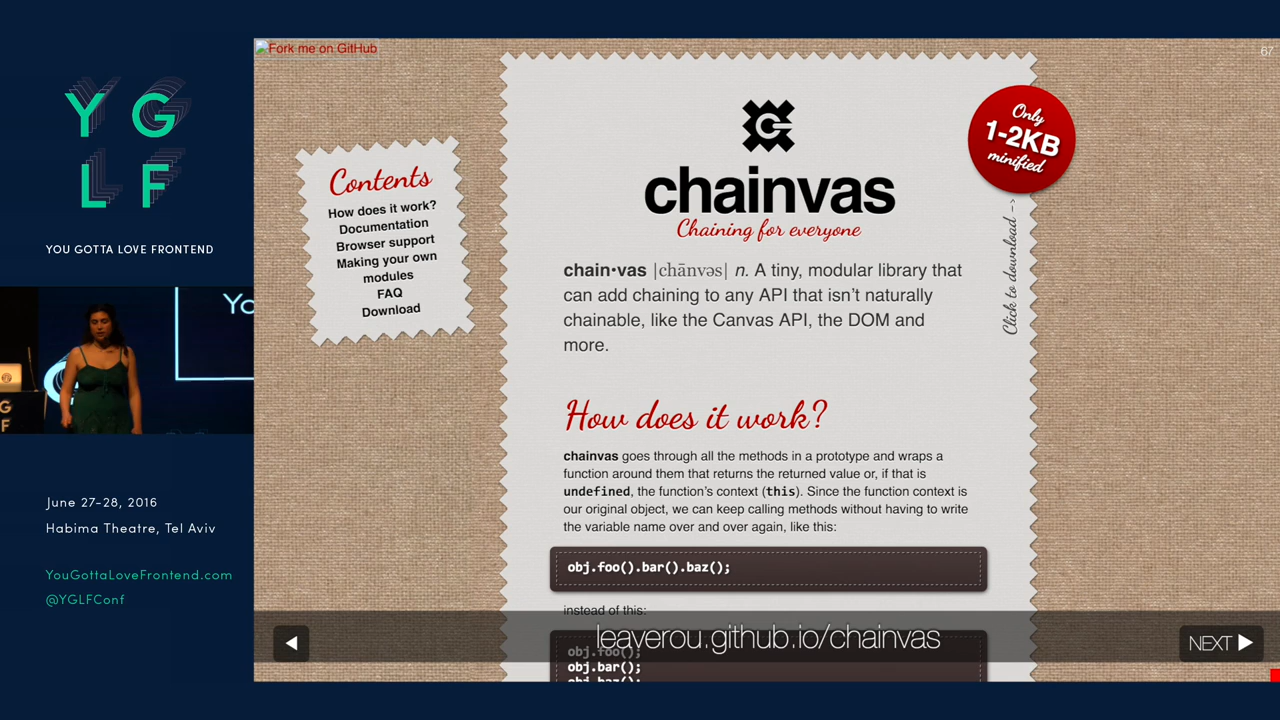 Y G
L F
YOU GOTTA LOVE FRONTEND
Yo
G
F
June 27-28, 2016
Habima Theatre, Tel Aviv
YouGottaLoveFrontend.com
@YGLFConf
Fork me on GitHub
67
Contents
How does it work?
Documentation
Browser support
Making your own
modules
FAQ
Download
chainvas
Chaining for everyone
Only
1-2KB
minified
Click to download ->
chain•vas |chānvəs| n. A tiny, modular library that
can add chaining to any API that isn’t naturally
chainable, like the Canvas API, the DOM and
more.
How does it work?
chainvas goes through all the methods in a prototype and wraps a
function around them that returns the returned value or, if that is
undefined, the function’s context (this). Since the function context is
our original object, we can keep calling methods without having to write
the variable name over and over again, like this:
obj.foo().bar().baz();
instead of this:
obj.foo();
obj.bar();
obj.baz();
leaverou.github.io/chainvas
NEXT